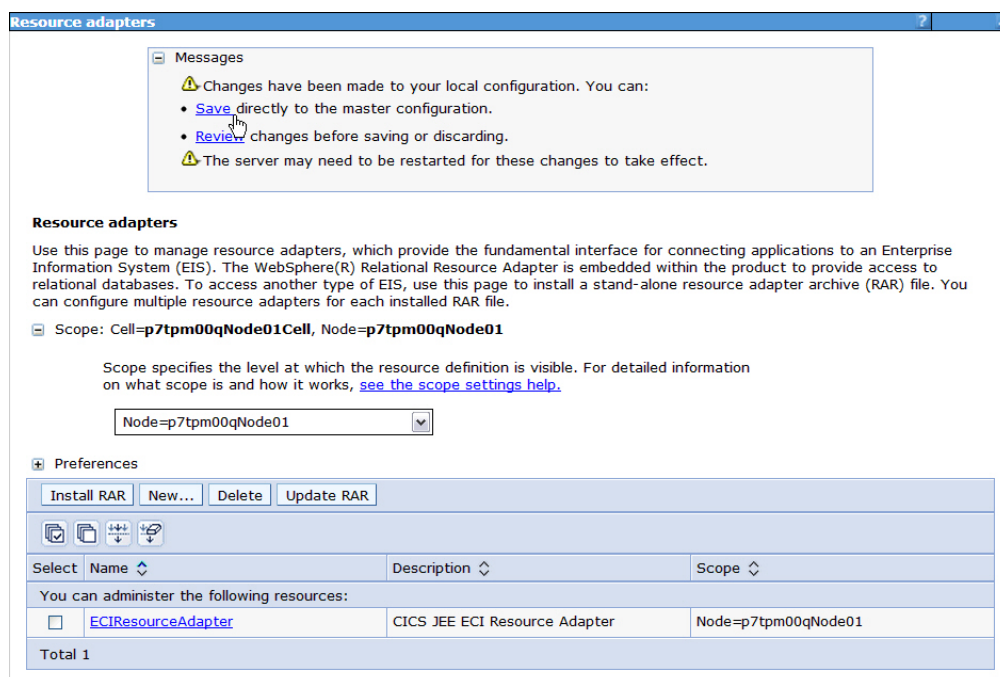 Resource adapters ?
Messages
Changes have been made to your local configuration. You can:
• Save directly to the master configuration.
• Review changes before saving or discarding.
The server may need to be restarted for these changes to take effect.
Resource adapters
Use this page to manage resource adapters, which provide the fundamental interface for connecting applications to an Enterprise
Information System (EIS). The WebSphere(R) Relational Resource Adapter is embedded within the product to provide access to
relational databases. To access another type of EIS, use this page to install a stand-alone resource adapter archive (RAR) file. You
can configure multiple resource adapters for each installed RAR file.
Scope: Cell=p7tpm00qNode01Cell, Node=p7tpm00qNode01
Scope specifies the level at which the resource definition is visible. For detailed information
on what scope is and how it works, see the scope settings help.
Node=p7tpm00qNode01
Preferences
Install RAR New... Delete Update RAR
Select Name Description Scope
You can administer the following resources:
ECIResourceAdapter CICS JEE ECI Resource Adapter Node=p7tpm00qNode01
Total 1